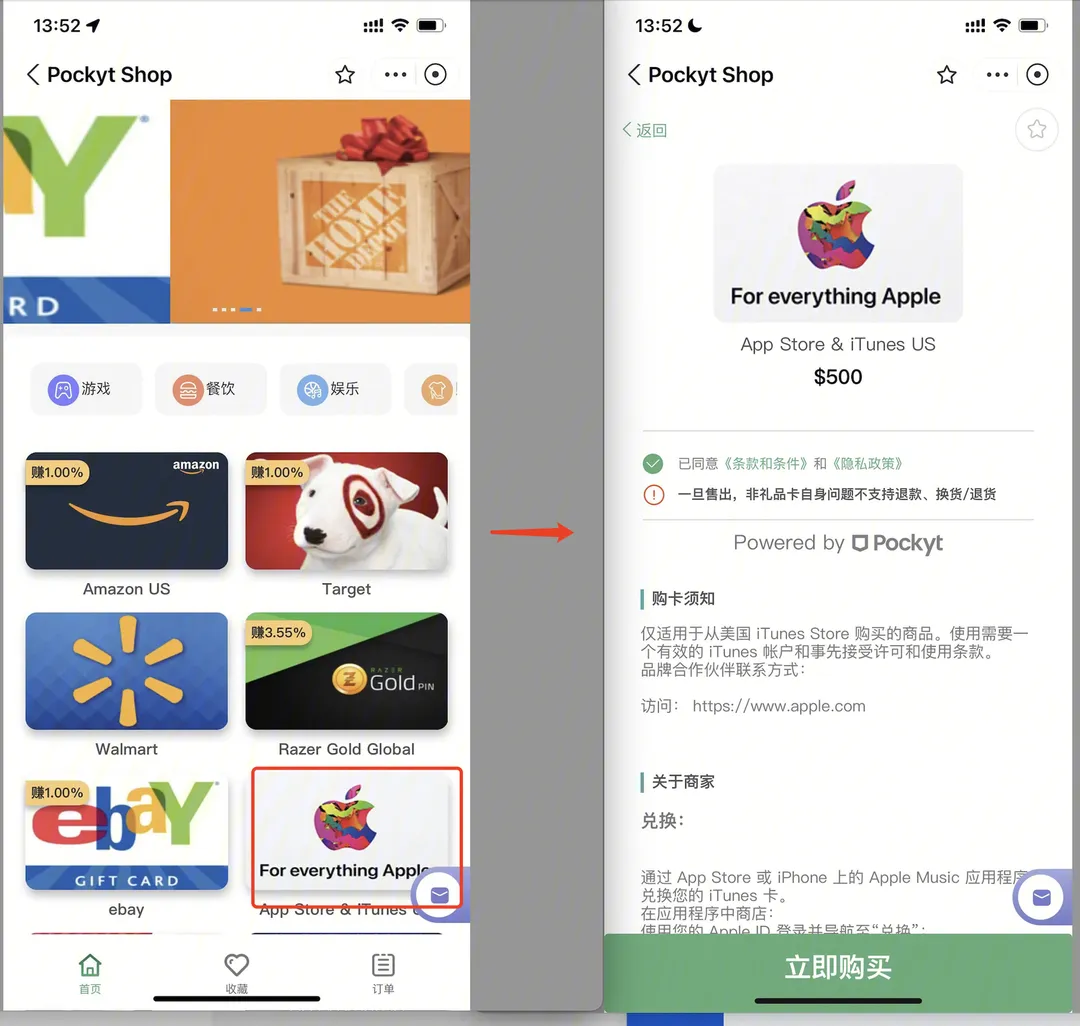 13:52
Pockyt Shop
Y
®
RD
THE
HOME
DEPOT
游戏
餐饮
娱乐
赚1.00%
amazon
赚1.00%
Amazon US
Target
赚3.55%
RAZER
Gold PIN
Walmart
Razer Gold Global
赚1.00%
ebaY
GIFT CARD
For everything Apple
ebay
App Store & iTunes
首页
收藏
订单
13:52
Pockyt Shop
返回
For everything Apple
App Store & iTunes US
$500
已同意《条款和条件》和《隐私政策》
一旦售出，非礼品卡自身问题不支持退款、换货/退货
Powered by Pockyt
购卡须知
仅适用于从美国 iTunes Store 购买的商品。使用需要一
个有效的 iTunes 帐户和事先接受许可和使用条款。
品牌合作伙伴联系方式：
访问： https://www.apple.com
关于商家
兑换：
通过 App Store 或 iPhone 上的 Apple Music 应用程序
兑换您的 iTunes 卡。
在应用程序中商店：
使用您的 Apple ID 登录并导航至“兑换”；
立即购买